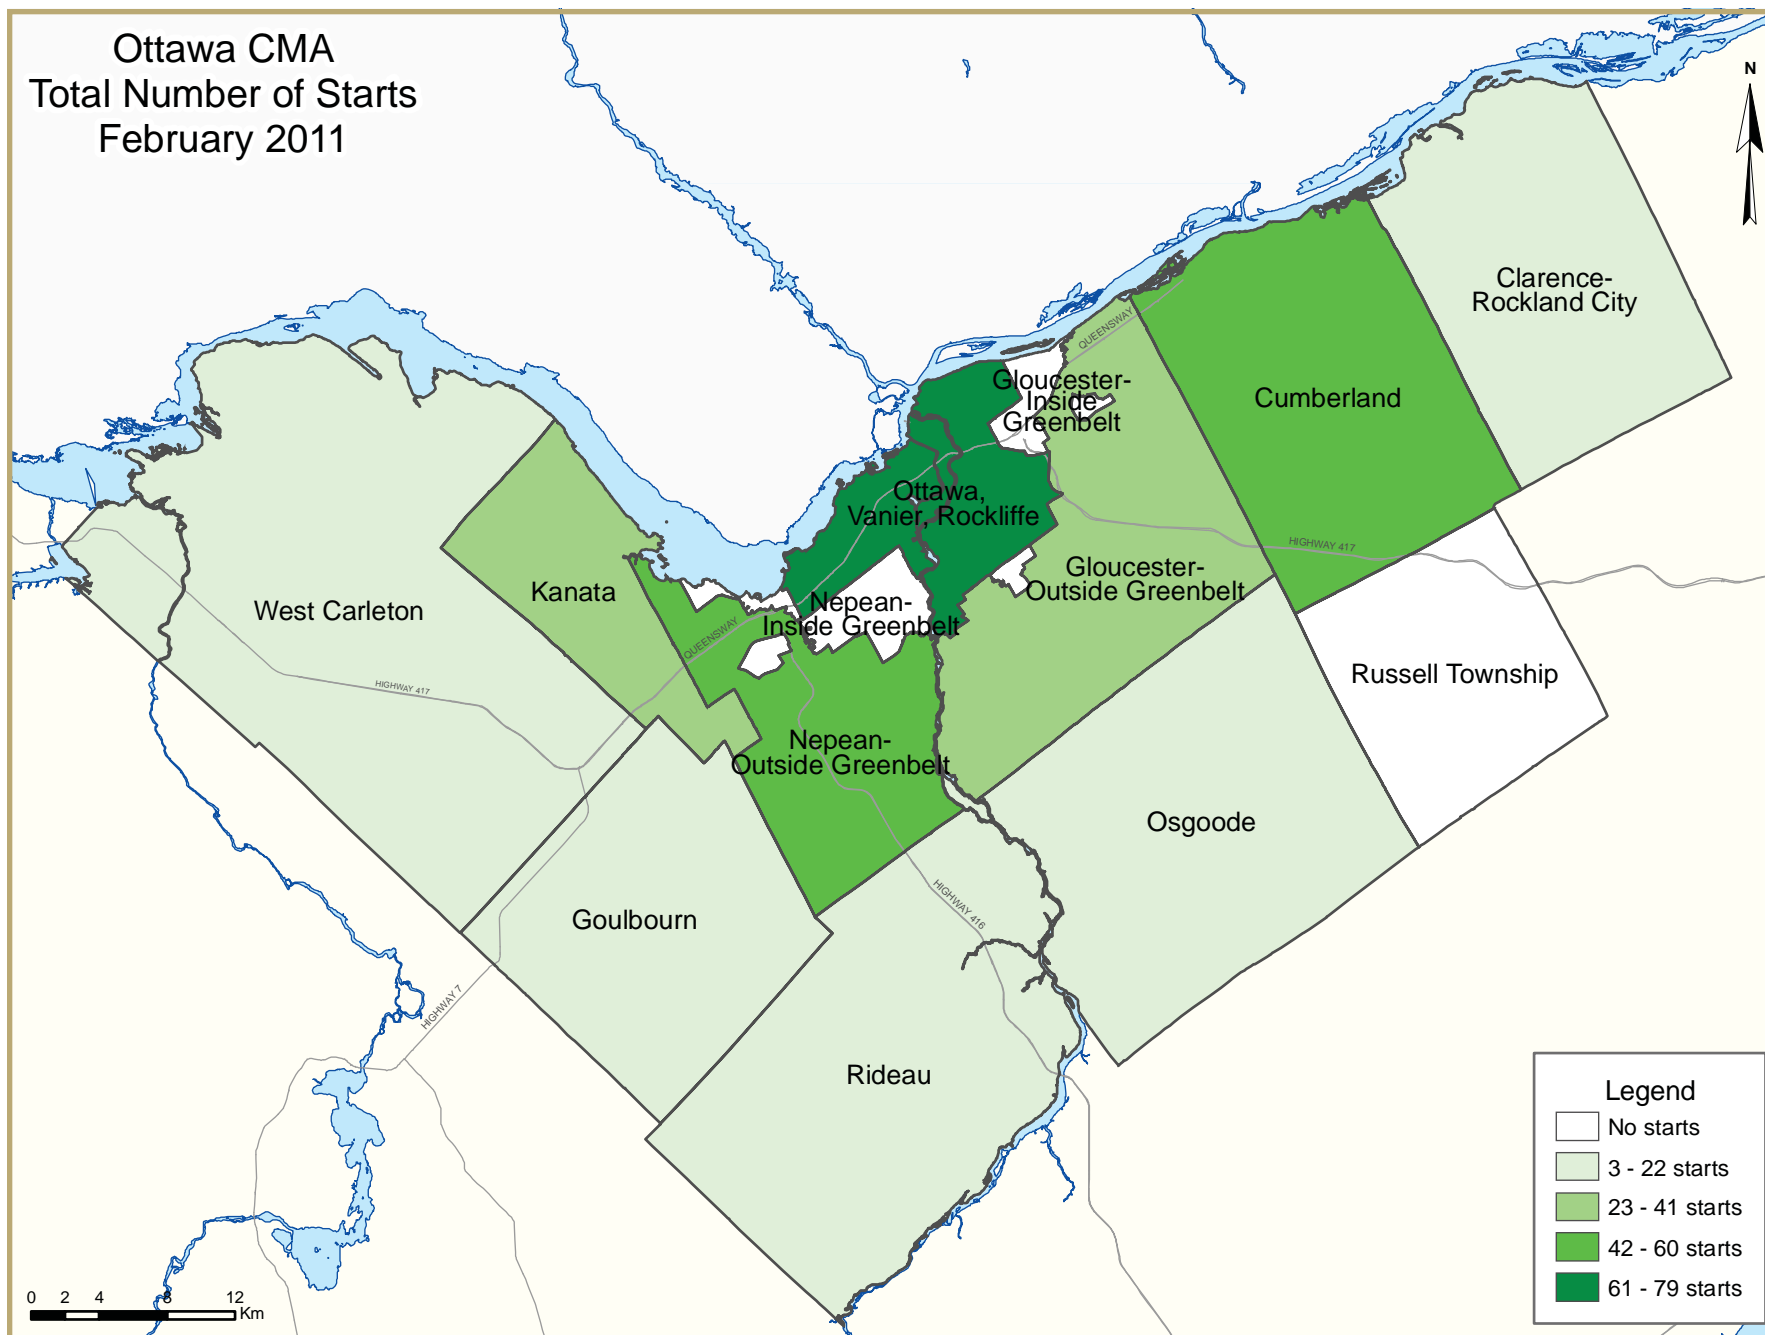 Ottawa CMA
Total Number of Starts
February 2011
N
Clarence-
Rockland City
QUEENSWAY
Gloucester-
Inside
Greenbelt
Cumberland
Ottawa,
Vanier, Rockliffe
HIGHWAY 417
Gloucester-
Outside Greenbelt
Kanata
West Carleton
Nepean-
Inside Greenbelt
QUEENSWAY
HIGHWAY 417
Russell Township
Nepean-
Outside Greenbelt
Osgoode
HIGHWAY 416
Goulbourn
HIGHWAY 7
Rideau
Legend
No starts
3 - 22 starts
23 - 41 starts
42 - 60 starts
61 - 79 starts
0 2 4 8 12
Km